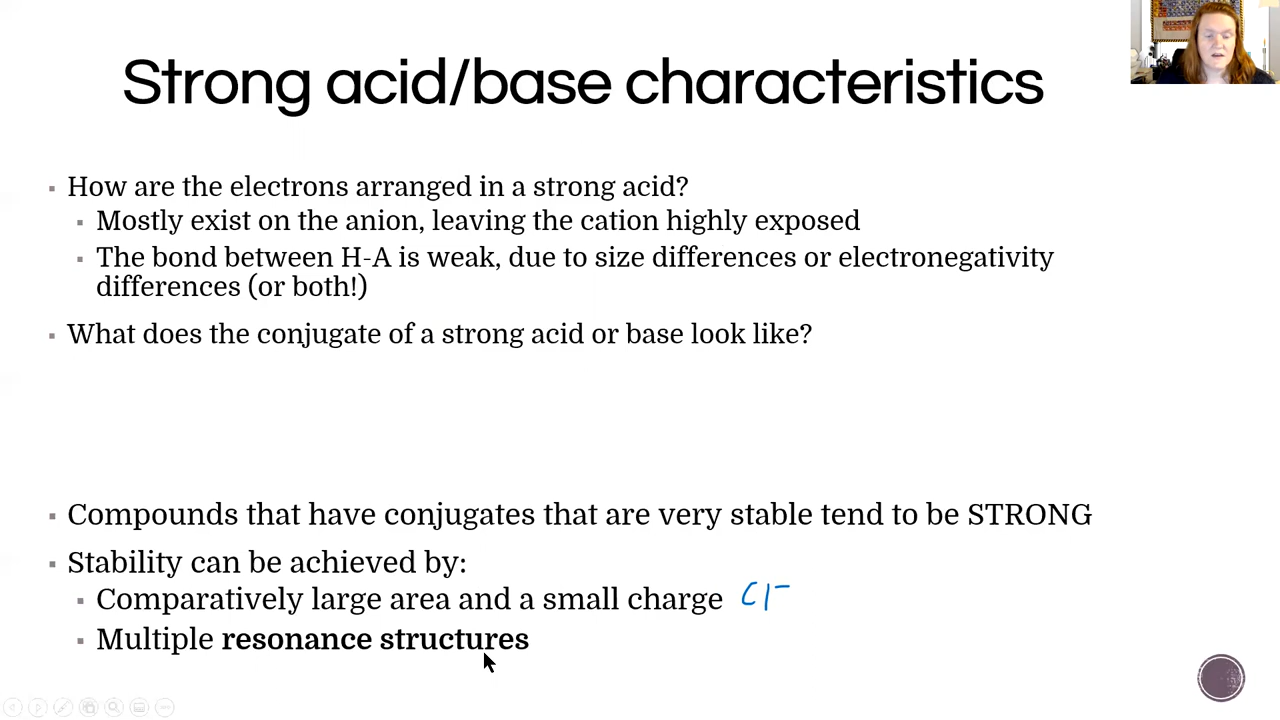 Strong acid/base characteristics
▪ How are the electrons arranged in a strong acid?
▪ Mostly exist on the anion, leaving the cation highly exposed
▪ The bond between H-A is weak, due to size differences or electronegativity
differences (or both!)
▪ What does the conjugate of a strong acid or base look like?
▪ Compounds that have conjugates that are very stable tend to be STRONG
▪ Stability can be achieved by:
▪ Comparatively large area and a small charge Cl⁻
▪ Multiple resonance structures